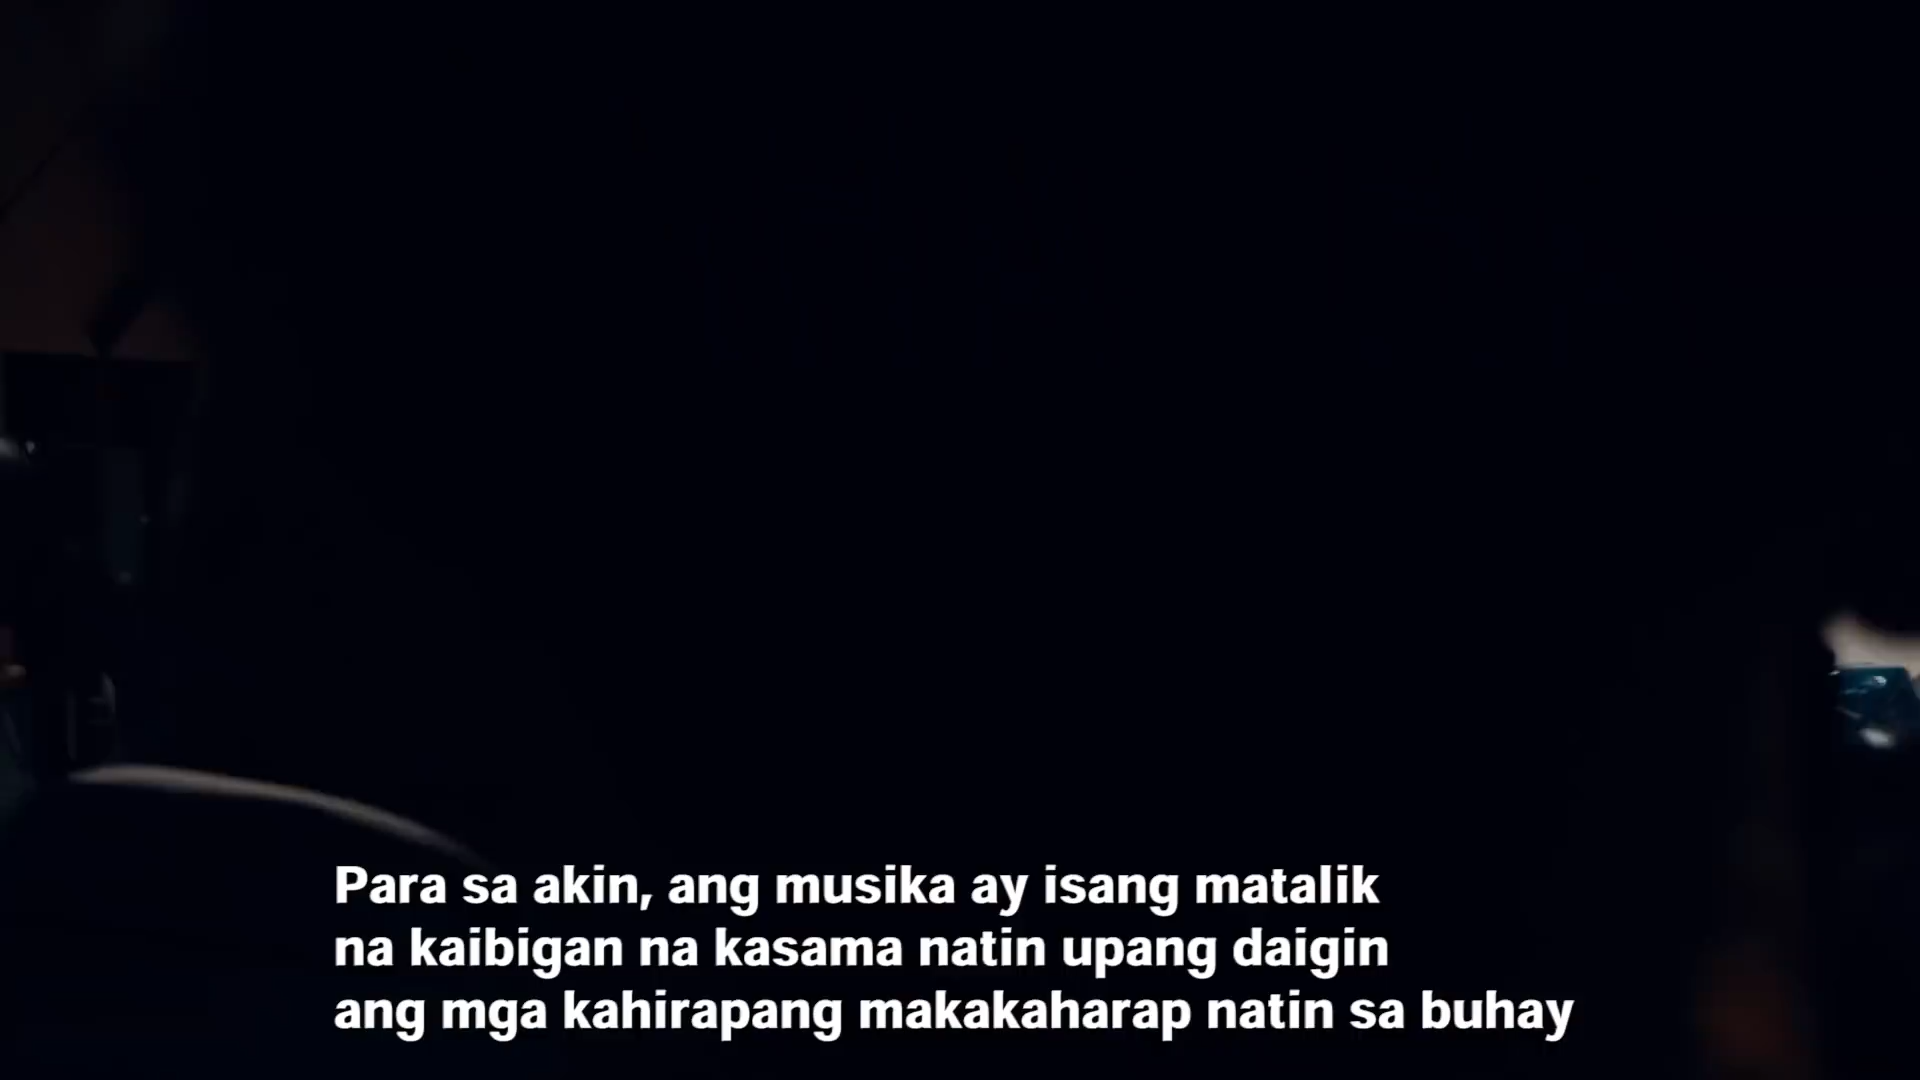 Para sa akin, ang musika ay isang matalik
na kaibigan na kasama natin upang daigin
ang mga kahirapang makakaharap natin sa buhay